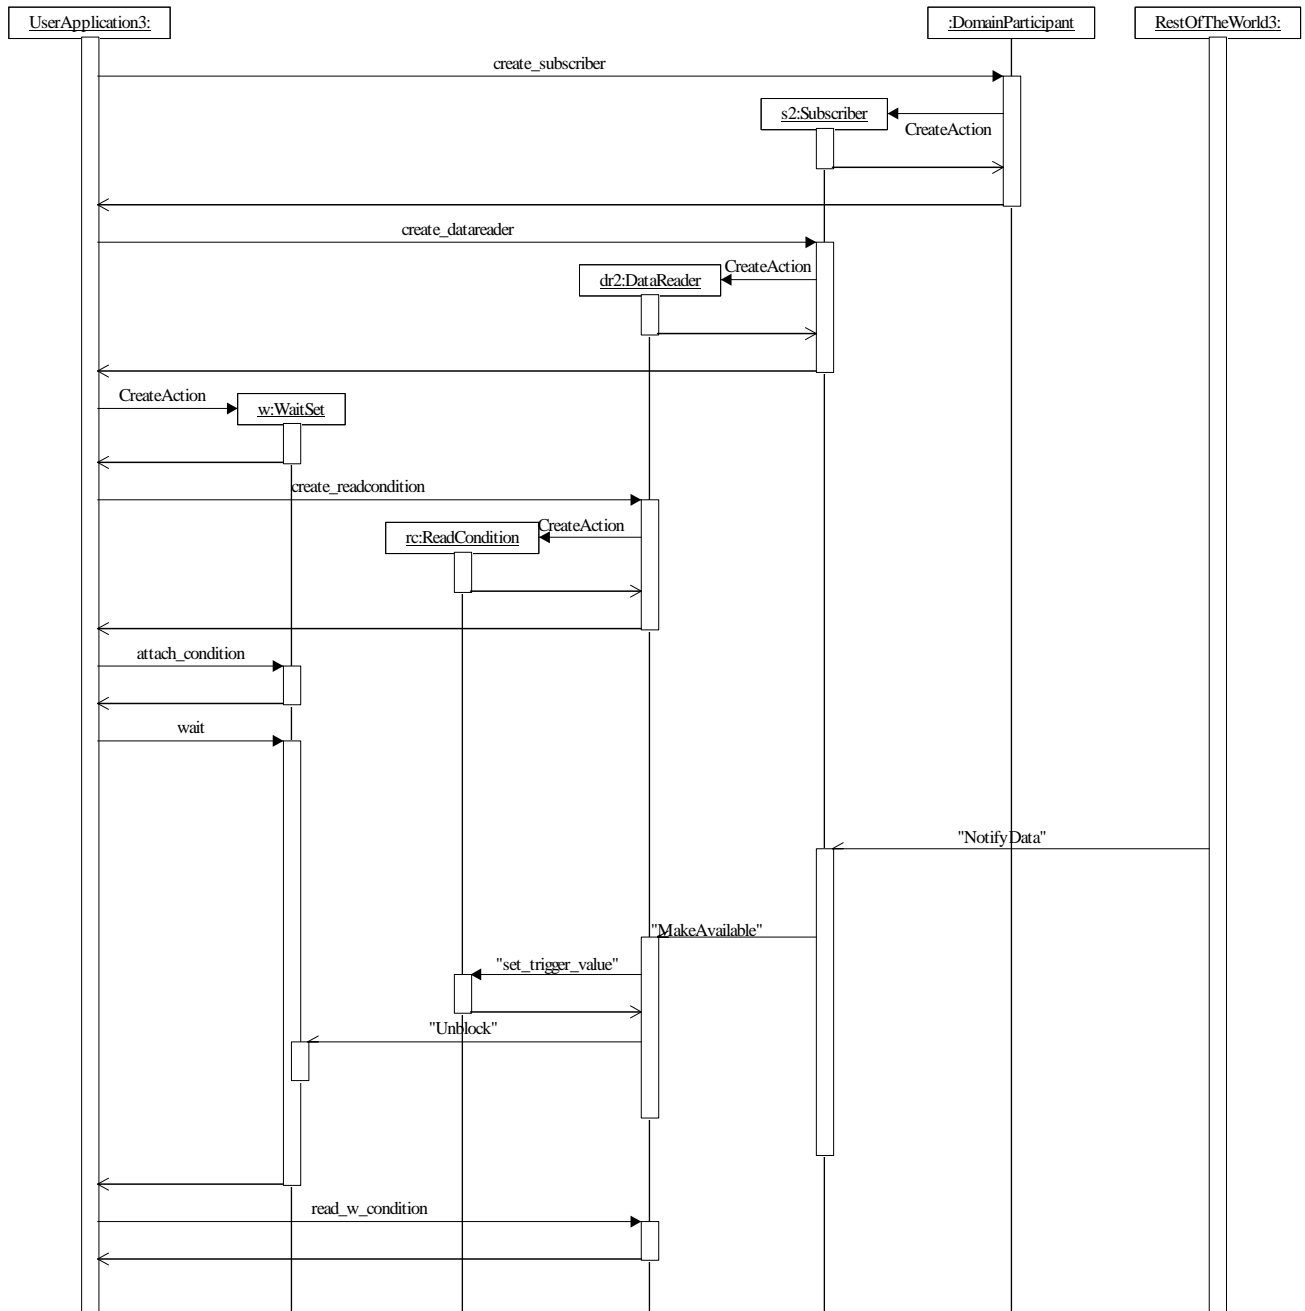 UserApplication3:
:DomainParticipant
RestOfTheWorld3:
create_subscriber
s2:Subscriber
CreateAction
create_datareader
CreateAction
dr2:DataReader
CreateAction
w:WaitSet
create_readcondition
CreateAction
rc:ReadCondition
attach_condition
wait
"NotifyData"
"MakeAvailable"
"set_trigger_value"
"Unblock"
read_w_condition